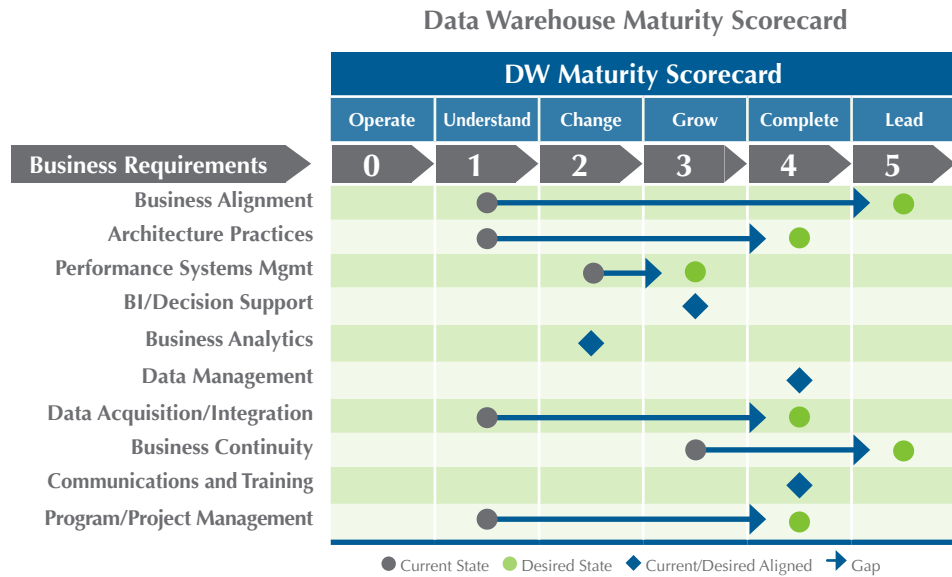 Data Warehouse Maturity Scorecard
DW Maturity Scorecard
Operate Understand Change Grow Complete Lead
Business Requirements 0 1 2 3 4 5
Business Alignment
Architecture Practices
Performance Systems Mgmt
BI/Decision Support
Business Analytics
Data Management
Data Acquisition/Integration
Business Continuity
Communications and Training
Program/Project Management
Current State Desired State Current/Desired Aligned Gap